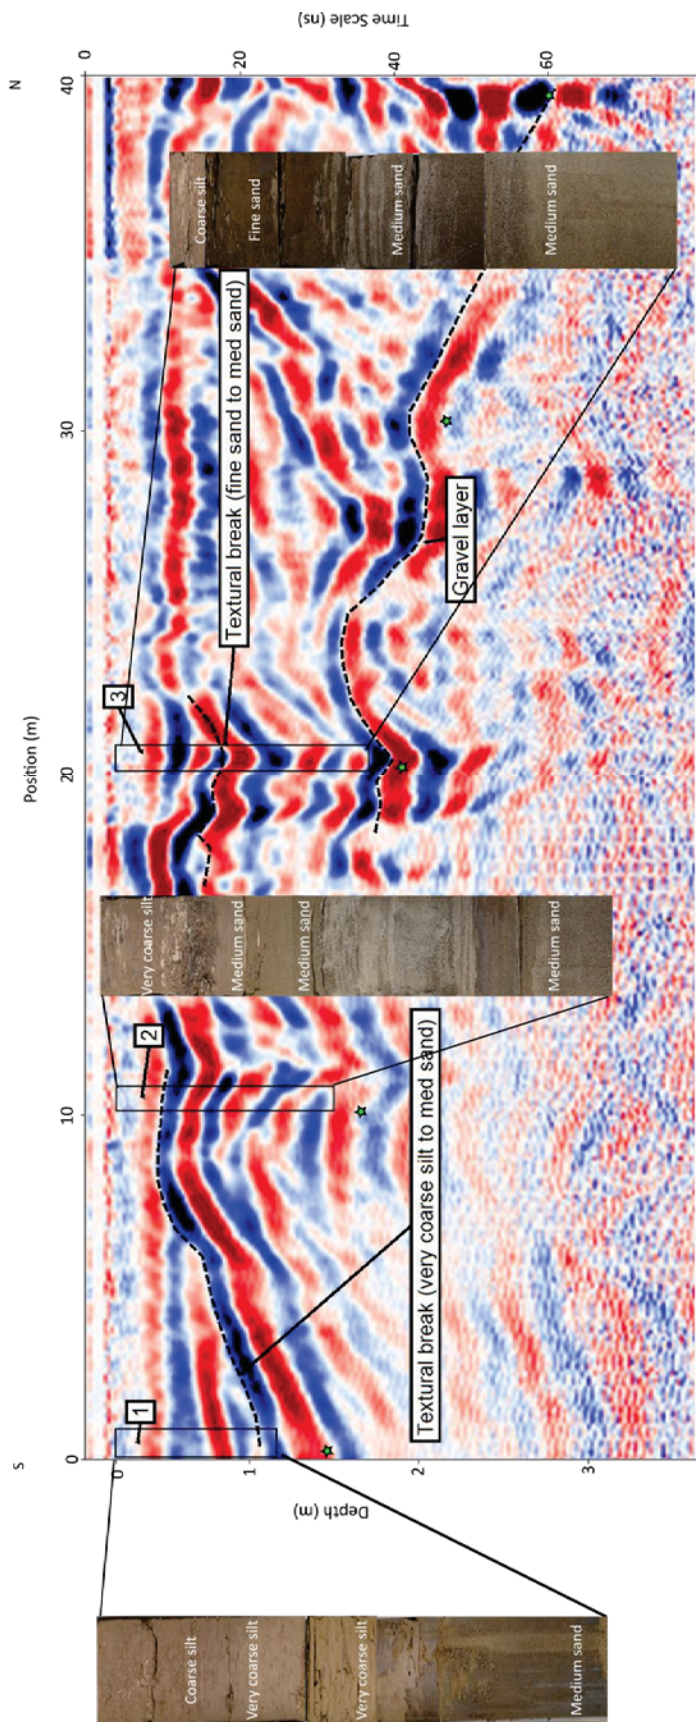 S
N
Position (m)
0
10
20
30
40
Depth (m)
0
1
2
3
Time Scale (ns)
0
20
40
60
1
2
3
Textural break (very coarse silt to med sand)
Textural break (fine sand to med sand)
Gravel layer
Coarse silt
Very coarse silt
Very coarse silt
Medium sand
Very coarse silt
Medium sand
Medium sand
Medium sand
Coarse silt
Fine sand
Medium sand
Medium sand